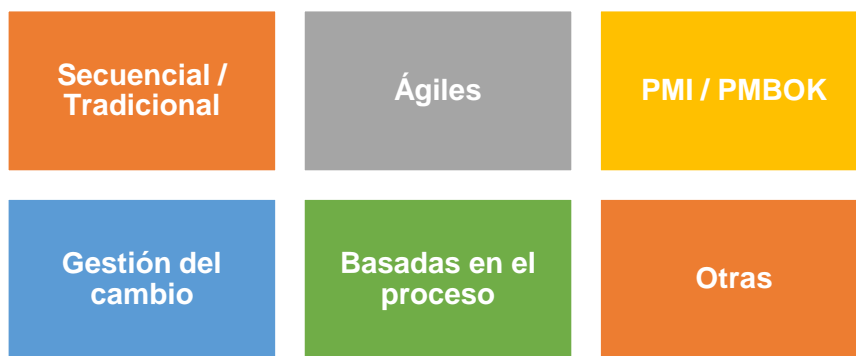 Secuencial /
Tradicional
Ágiles
PMI / PMBOK
Gestión del
cambio
Basadas en el
proceso
Otras